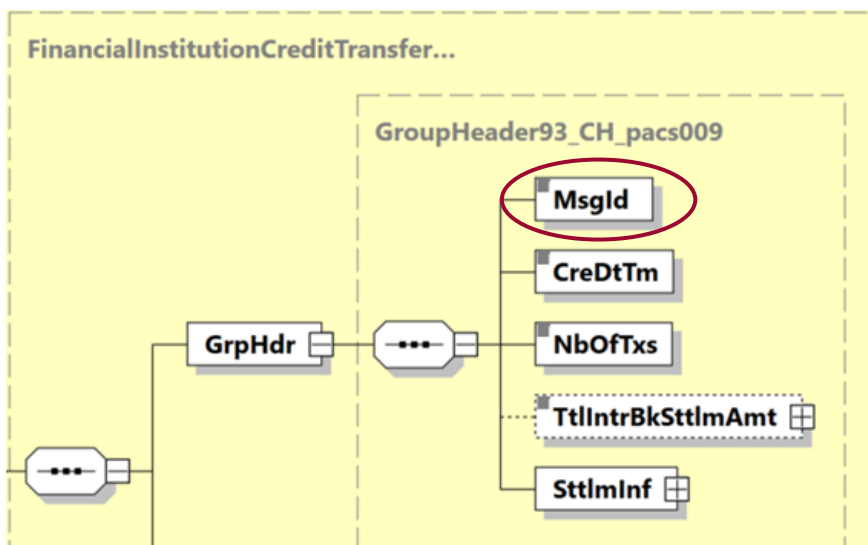 FinancialInstitutionCreditTransfer...
GroupHeader93_CH_pacs009
MsgId
CreDtTm
GrpHdr
NbOfTxs
TtlIntrBkSttlmAmt
SttlmInf